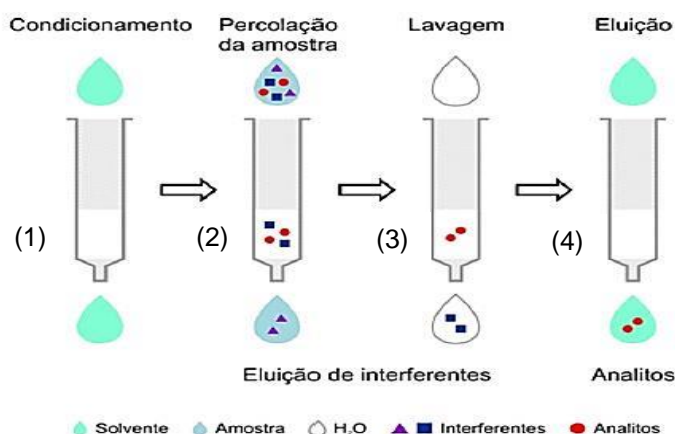 Condicionamento
Percolação
da amostra
Lavagem
Eluição
(1)
(2)
(3)
(4)
Eluição de interferentes
Analitos
Solvente
Amostra
H₂O
Interferentes
Analitos